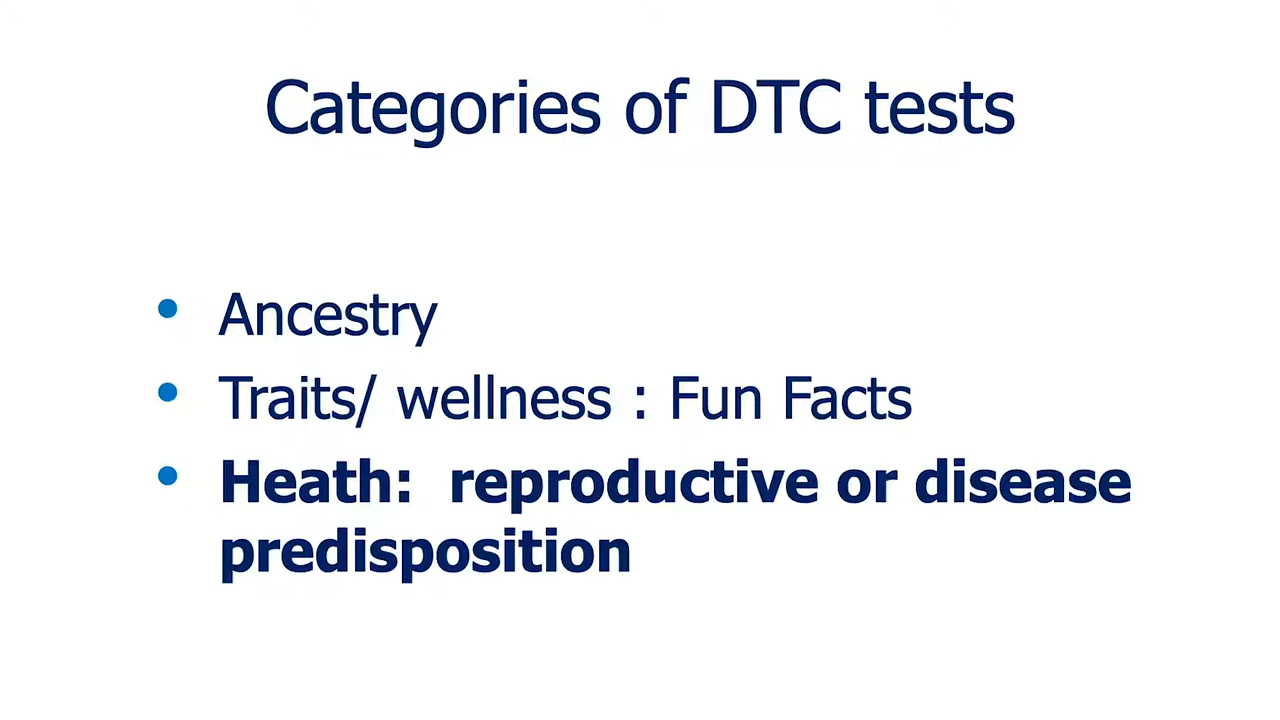 Categories of DTC tests
• Ancestry
• Traits/ wellness : Fun Facts
• Heath: reproductive or disease
predisposition